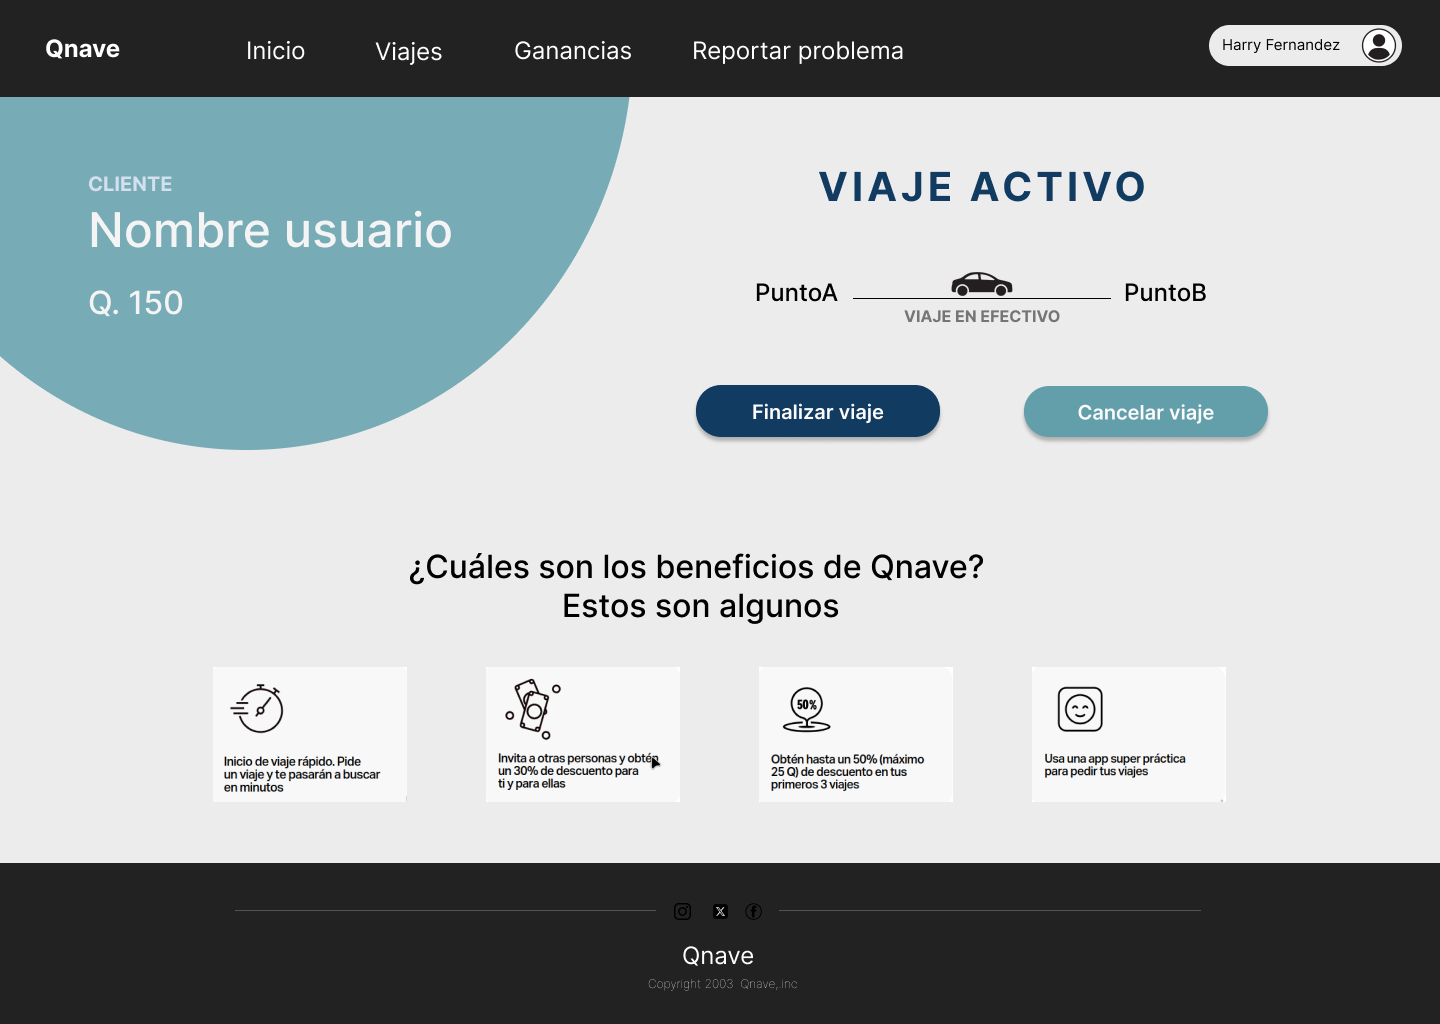 Qnave
Inicio
Viajes
Ganancias
Reportar problema
Harry Fernandez
CLIENTE
Nombre usuario
Q. 150
VIAJE ACTIVO
PuntoA
PuntoB
VIAJE EN EFECTIVO
Finalizar viaje
Cancelar viaje
¿Cuáles son los beneficios de Qnave?
Estos son algunos
Inicio de viaje rápido. Pide
un viaje y te pasarán a buscar
en minutos
Invita a otras personas y obtén
un 30% de descuento para
ti y para ellas
50%
Obtén hasta un 50% (máximo
25 Q) de descuento en tus
primeros 3 viajes
Usa una app super práctica
para pedir tus viajes
Qnave
Copyright 2003 Qnave, inc